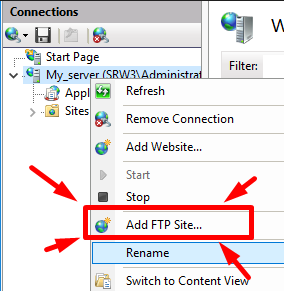 Connections
W
Start Page
Filter:
My_server (SRW3\Administrat
Appl
Sites
Refresh
Remove Connection
Add Website...
Start
Stop
Add FTP Site...
Rename
Switch to Content View